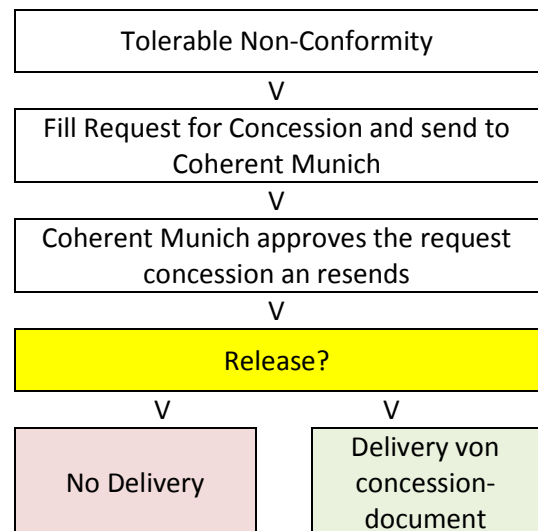 Tolerable Non-Conformity
V
Fill Request for Concession and send to
Coherent Munich
V
Coherent Munich approves the request
concession an resends
V
Release?
V V
No Delivery
Delivery von
concession-
document